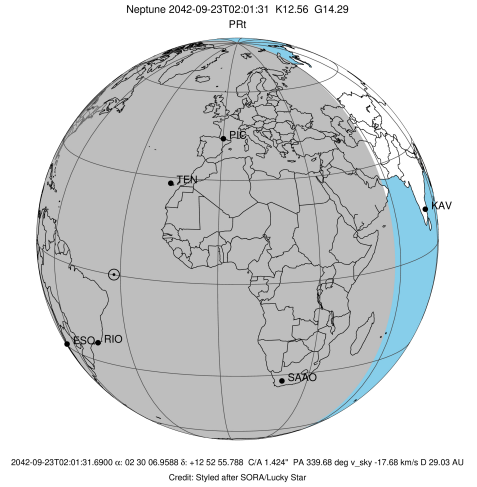 Neptune 2042-09-23T02:01:31 K12.56 G14.29
PRt
PIC
TEN
KAV
ESO
RIO
SAAO
2042-09-23T02:01:31.6900 α: 02 30 06.9588 δ: +12 52 55.788 C/A 1.424" PA 339.68 deg v_sky -17.68 km/s D 29.03 AU
Credit: Styled after SORA/Lucky Star